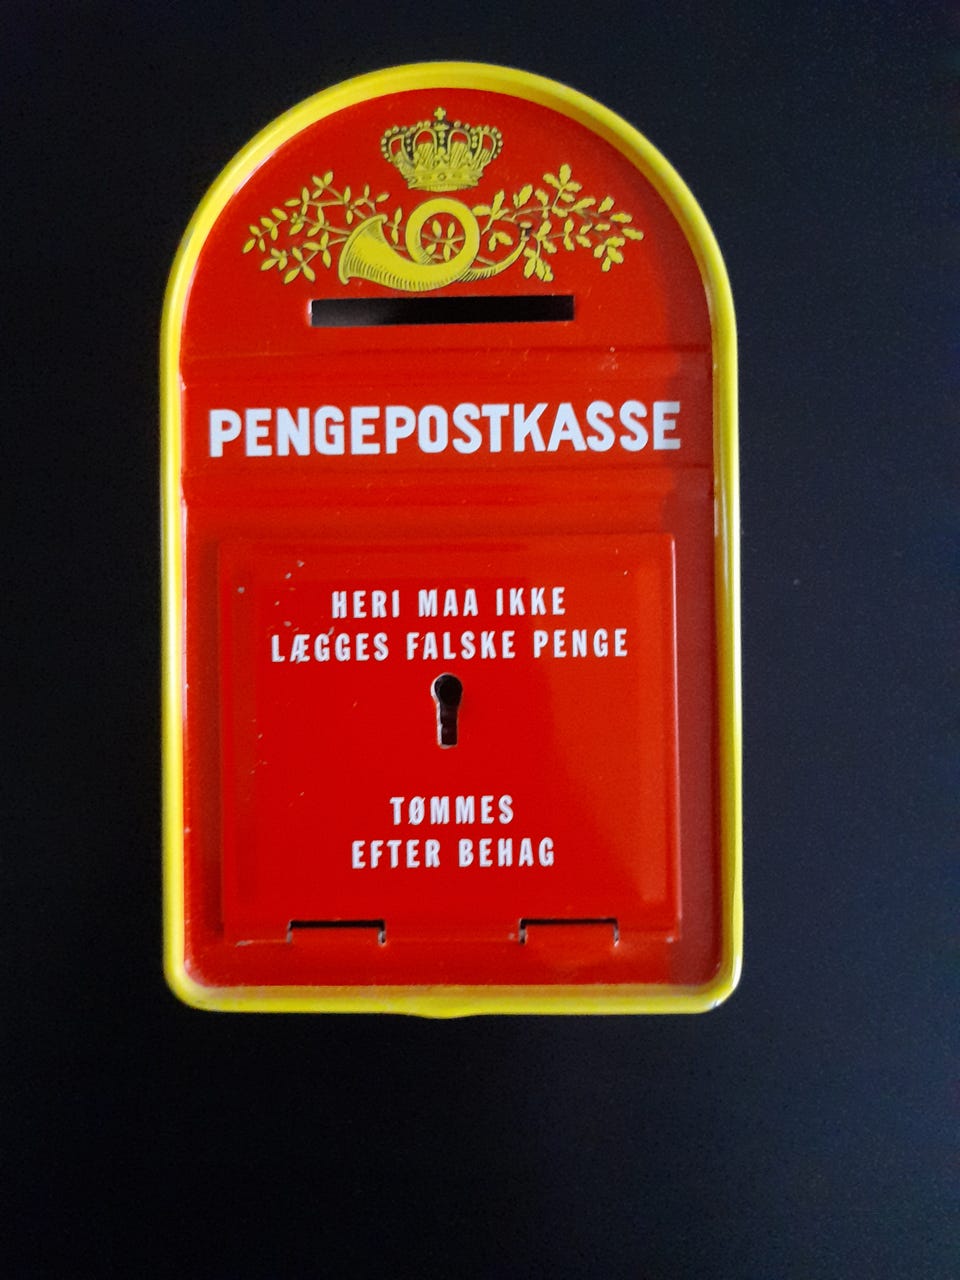 PENGEPOSTKASSE
HERI MAA IKKE
LÆGGES FALSKE PENGE
TØMMES
EFTER BEHAG